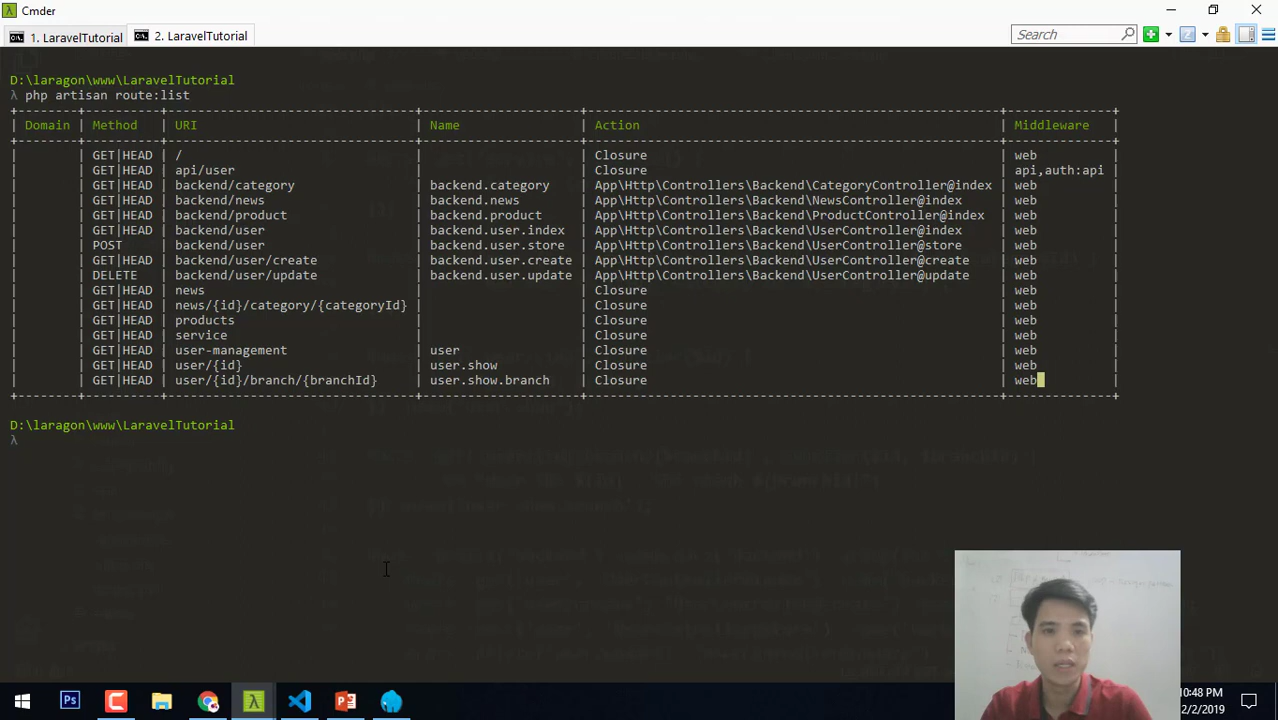 Cmder
1. LaravelTutorial
2. LaravelTutorial
Search
D:\laragon\www\LaravelTutorial
λ php artisan route:list
| Domain | Method | URI | Name | Action | Middleware |
| | GET|HEAD | / | | Closure | web |
| | GET|HEAD | api/user | | Closure | api,auth:api |
| | GET|HEAD | backend/category | backend.category | App\Http\Controllers\Backend\CategoryController@index | web |
| | GET|HEAD | backend/news | backend.news | App\Http\Controllers\Backend\NewsController@index | web |
| | GET|HEAD | backend/product | backend.product | App\Http\Controllers\Backend\ProductController@index | web |
| | GET|HEAD | backend/user | backend.user.index | App\Http\Controllers\Backend\UserController@index | web |
| | POST | backend/user | backend.user.store | App\Http\Controllers\Backend\UserController@store | web |
| | GET|HEAD | backend/user/create | backend.user.create | App\Http\Controllers\Backend\UserController@create | web |
| | DELETE | backend/user/update | backend.user.update | App\Http\Controllers\Backend\UserController@update | web |
| | GET|HEAD | news | | Closure | web |
| | GET|HEAD | news/{id}/category/{categoryId} | | Closure | web |
| | GET|HEAD | products | | Closure | web |
| | GET|HEAD | service | | Closure | web |
| | GET|HEAD | user-management | user | Closure | web |
| | GET|HEAD | user/{id} | user.show | Closure | web |
| | GET|HEAD | user/{id}/branch/{branchId} | user.show.branch | Closure | web |
D:\laragon\www\LaravelTutorial
λ
10:48 PM
2/2/2019